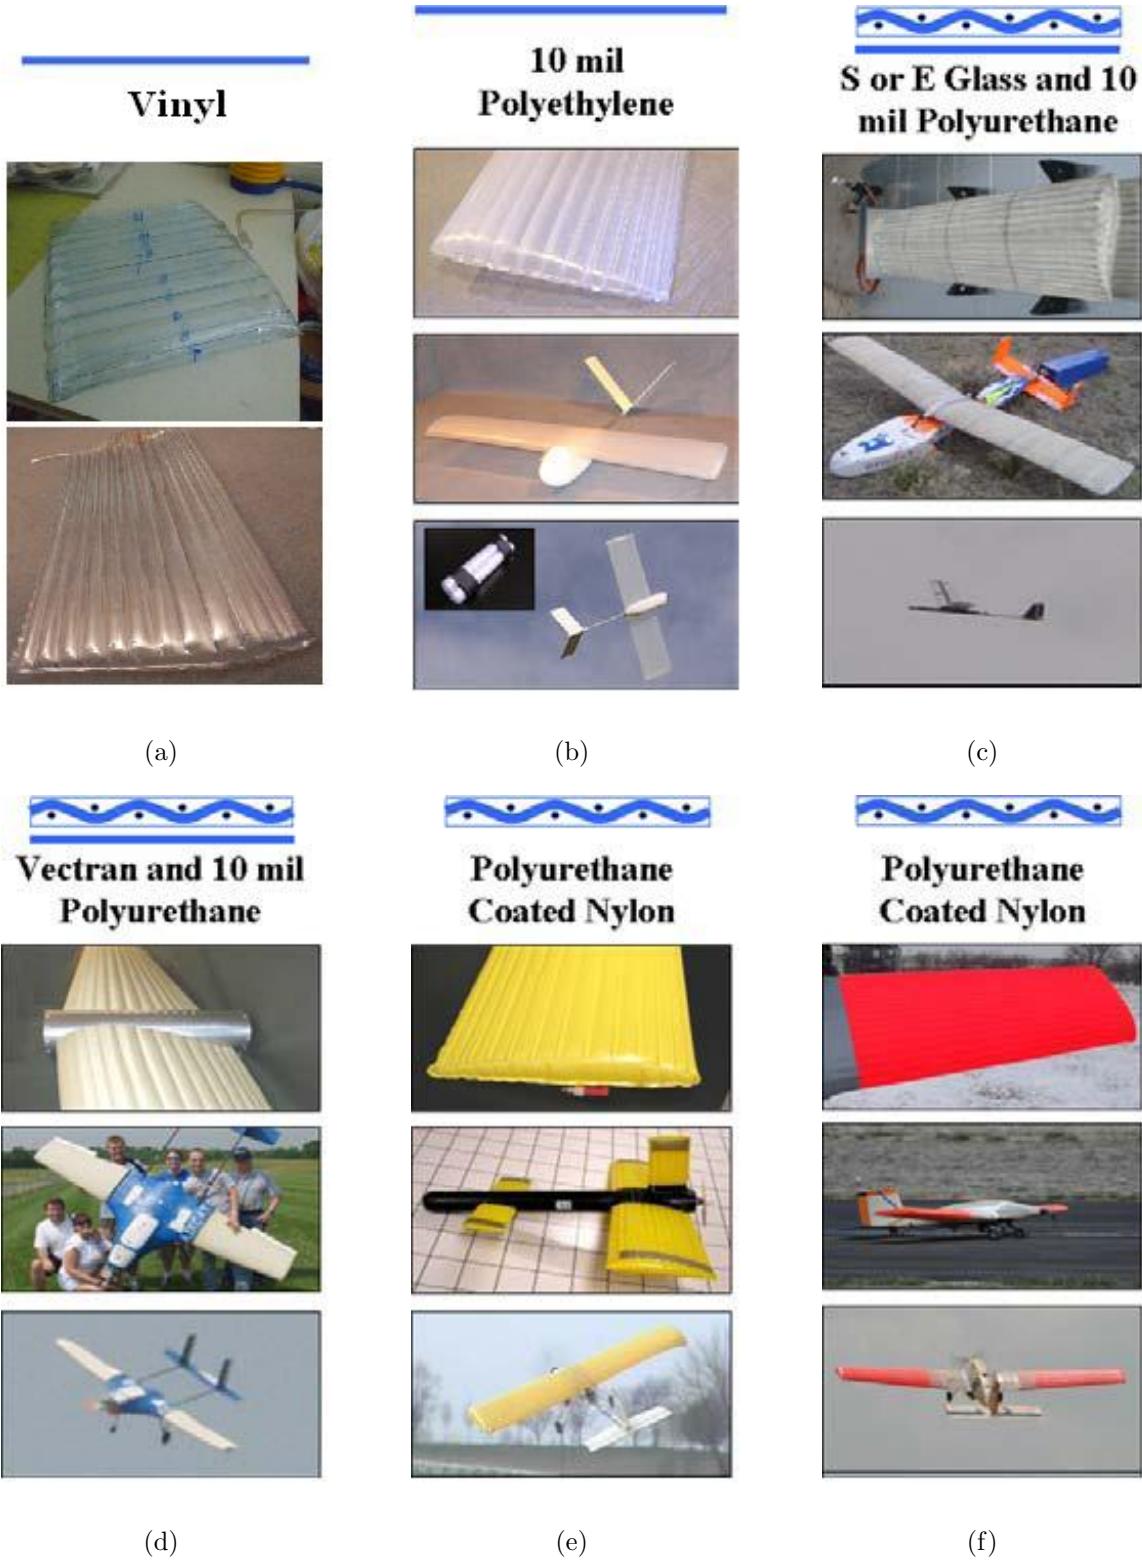 Vinyl
10 mil
Polyethylene
S or E Glass and 10
mil Polyurethane
(a)
(b)
(c)
Vectran and 10 mil
Polyurethane
Polyurethane
Coated Nylon
Polyurethane
Coated Nylon
(d)
(e)
(f)